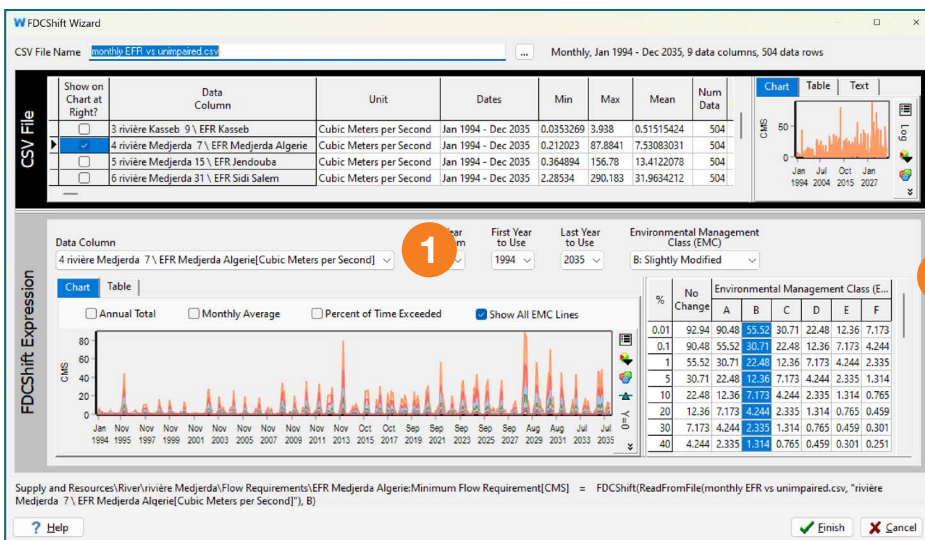 FDCShift Wizard
CSV File Name monthly EFR vs unimpaired.csv ... Monthly, Jan 1994 - Dec 2035, 9 data columns, 504 data rows
CSV File
Show on Chart at Right? Data Column Unit Dates Min Max Mean Num Data
3 rivière Kasseb 9 \ EFR Kasseb Cubic Meters per Second Jan 1994 - Dec 2035 0.0353269 3.938 0.51515424 504
4 rivière Medjerda 7 \ EFR Medjerda Algerie Cubic Meters per Second Jan 1994 - Dec 2035 0.212023 87.8841 7.53083031 504
5 rivière Medjerda 15 \ EFR Jendouba Cubic Meters per Second Jan 1994 - Dec 2035 0.364894 156.78 13.4122078 504
6 rivière Medjerda 31 \ EFR Sidi Salem Cubic Meters per Second Jan 1994 - Dec 2035 2.28534 290.183 31.9634212 504
Chart Table Text
CMS
50
0
Jan Jul Oct Jan
1994 2004 2015 2027
Log
FDCShift Expression
Data Column
4 rivière Medjerda 7 \ EFR Medjerda Algerie[Cubic Meters per Second]
1
First Year to Use
1994
Last Year to Use
2035
Environmental Management Class (EMC)
B: Slightly Modified
Chart Table
Annual Total Monthly Average Percent of Time Exceeded Show All EMC Lines
CMS
80
60
40
20
0
Jan Nov Nov Nov Nov Nov Nov Nov Nov Nov Nov Oct Oct Sep Sep Sep Sep Sep Aug Aug Jul Jul
1994 1995 1997 1999 2001 2003 2005 2007 2009 2011 2013 2015 2017 2019 2021 2023 2025 2027 2029 2031 2033 2035
Y=0
% No Change Environmental Management Class (E...
A B C D E F
0.01 92.94 90.48 55.52 30.71 22.48 12.36 7.173
0.1 90.48 55.52 30.71 22.48 12.36 7.173 4.244
1 55.52 30.71 22.48 12.36 7.173 4.244 2.335
5 30.71 22.48 12.36 7.173 4.244 2.335 1.314
10 22.48 12.36 7.173 4.244 2.335 1.314 0.765
20 12.36 7.173 4.244 2.335 1.314 0.765 0.459
30 7.173 4.244 2.335 1.314 0.765 0.459 0.301
40 4.244 2.335 1.314 0.765 0.459 0.301 0.251
Supply and Resources\River\rivière Medjerda\Flow Requirements\EFR Medjerda Algerie:Minimum Flow Requirement[CMS] = FDCShift(ReadFromFile(monthly EFR vs unimpaired.csv, "rivière
Medjerda 7 \ EFR Medjerda Algerie[Cubic Meters per Second]"), B)
? Help Finish Cancel